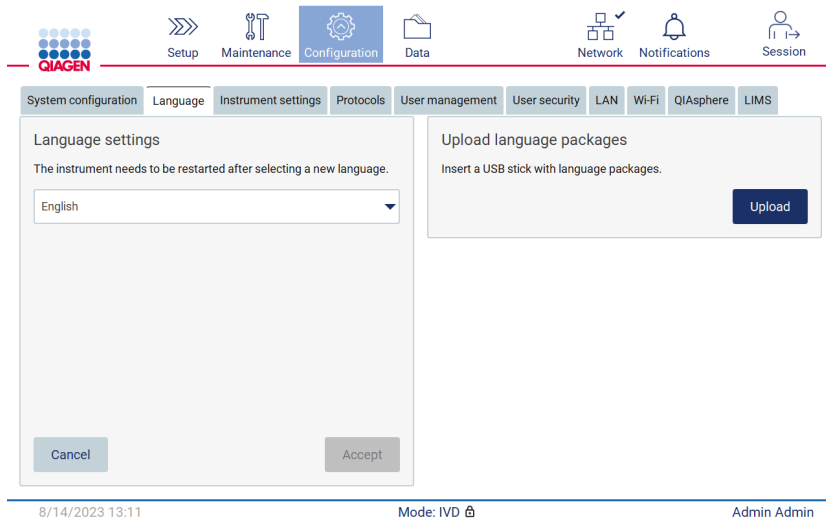 QIAGEN
Setup Maintenance Configuration Data Network Notifications Session
System configuration Language Instrument settings Protocols User management User security LAN Wi-Fi QIAsphere LIMS
Language settings
The instrument needs to be restarted after selecting a new language.
English
Cancel Accept
Upload language packages
Insert a USB stick with language packages.
Upload
8/14/2023 13:11 Mode: IVD Admin Admin